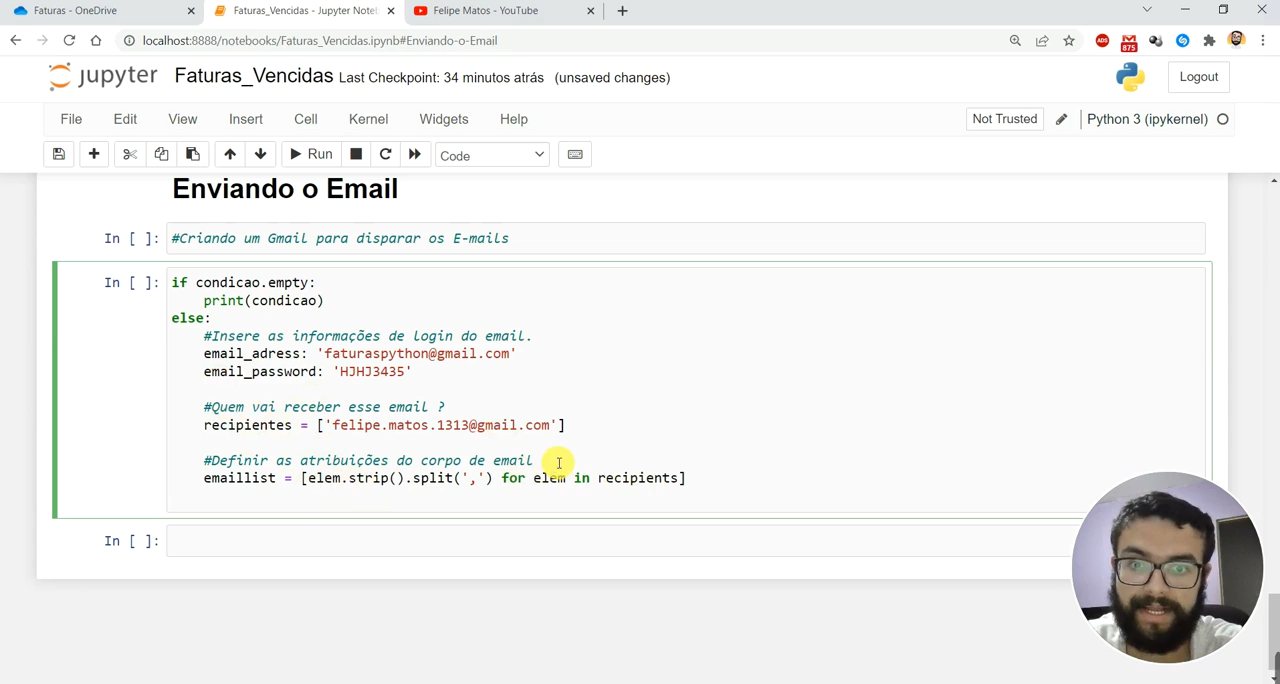 Faturas - OneDrive
Faturas_Vencidas - Jupyter Note
Felipe Matos - YouTube
localhost:8888/notebooks/Faturas_Vencidas.ipynb#Enviando-o-Email
ADS
875
jupyter Faturas_Vencidas Last Checkpoint: 34 minutos atrás (unsaved changes)
Logout
File Edit View Insert Cell Kernel Widgets Help
Not Trusted
Python 3 (ipykernel)
Run
Code
Enviando o Email
In [ ]: #Criando um Gmail para disparar os E-mails
In [ ]: if condicao.empty:
print(condicao)
else:
#Insere as informações de login do email.
email_adress: 'faturaspython@gmail.com'
email_password: 'HJHJ3435'
#Quem vai receber esse email ?
recipientes = ['felipe.matos.1313@gmail.com']
#Definir as atribuições do corpo de email
emaillist = [elem.strip().split(',') for elem in recipients]
In [ ]: